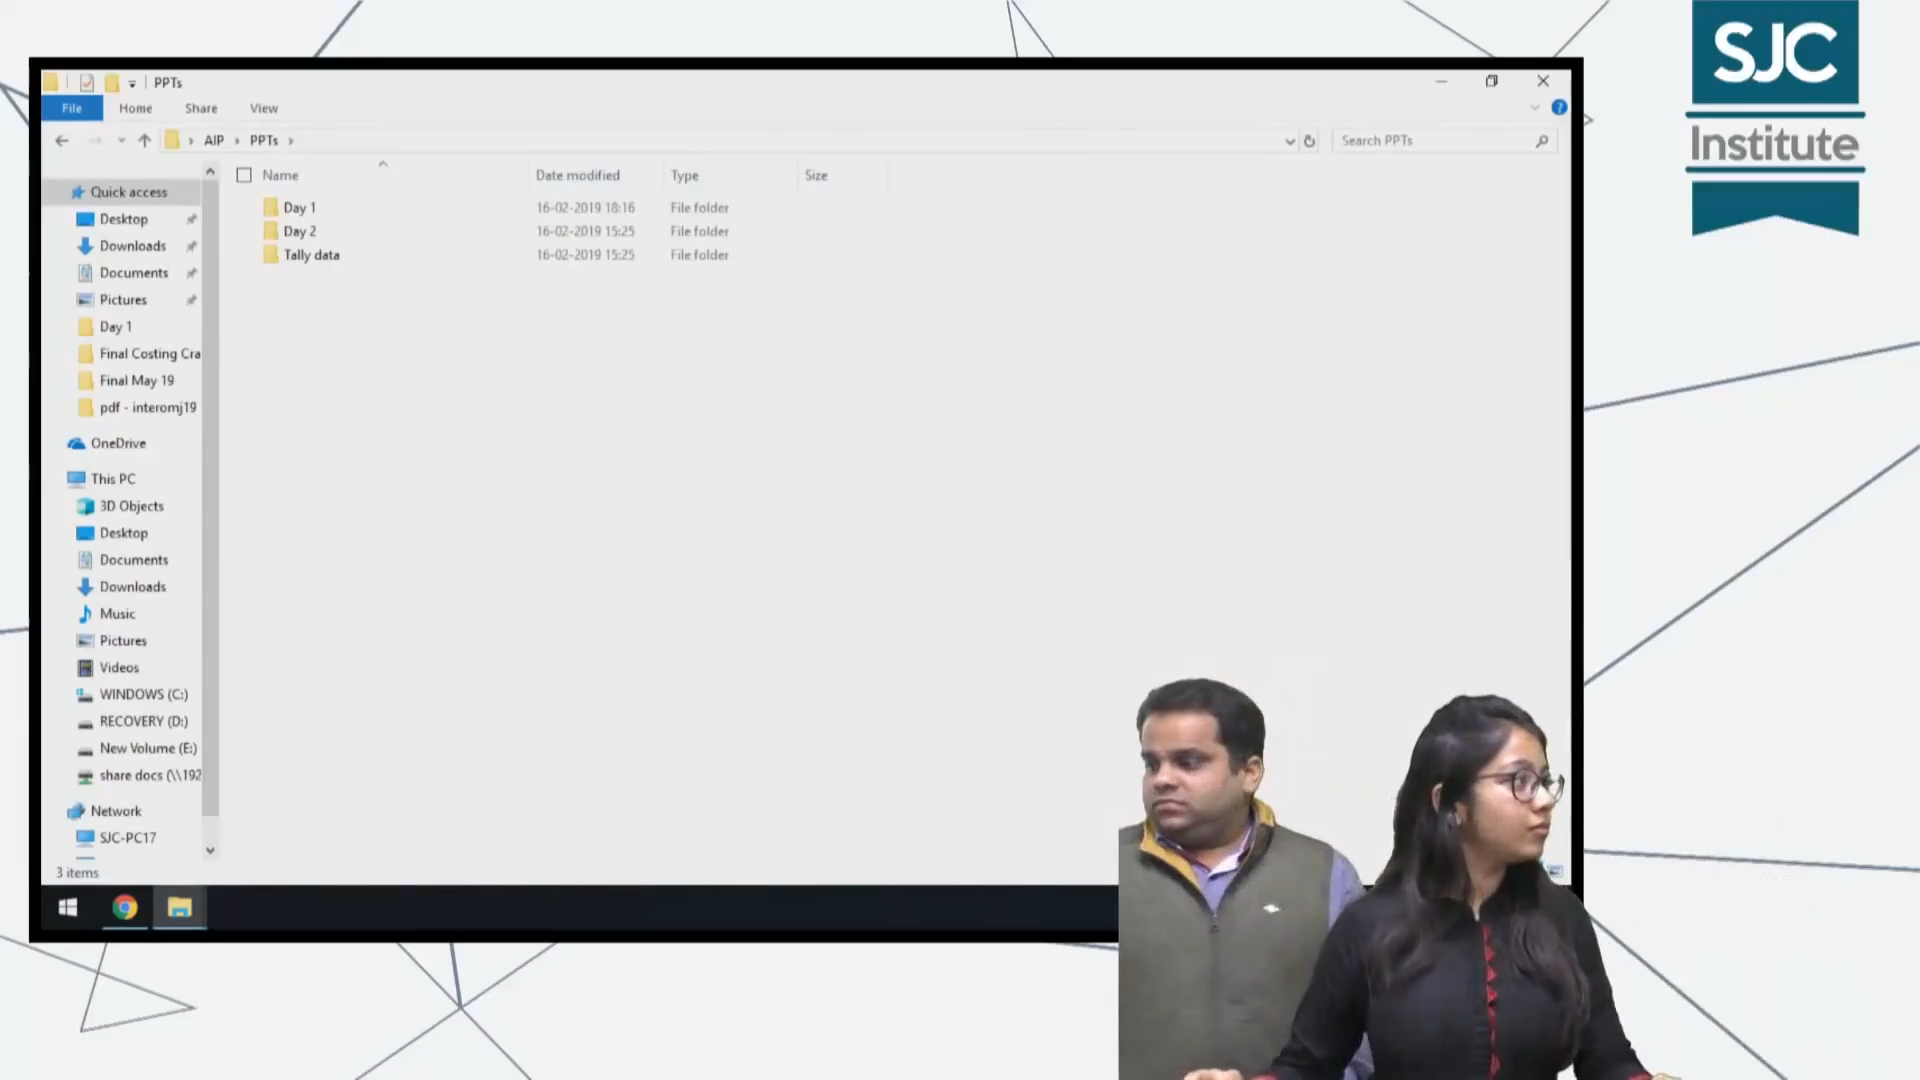 PPTs
File Home Share View
AIP PPTs
Search PPTs
Name Date modified Type Size
Day 1 16-02-2019 18:16 File folder
Day 2 16-02-2019 15:25 File folder
Tally data 16-02-2019 15:25 File folder
Quick access
Desktop
Downloads
Documents
Pictures
Day 1
Final Costing Cra
Final May 19
pdf - interomj19
OneDrive
This PC
3D Objects
Desktop
Documents
Downloads
Music
Pictures
Videos
WINDOWS (C:)
RECOVERY (D:)
New Volume (E:)
share docs (\\192
Network
SJC-PC17
3 items
SJC
Institute